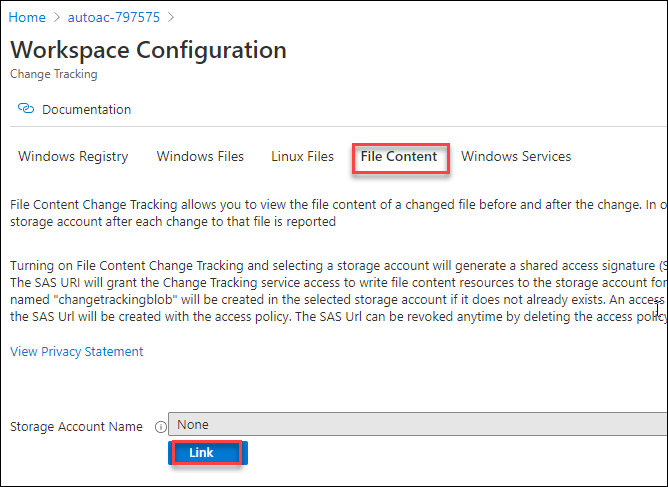 Home > autoac-797575 >
Workspace Configuration
Change Tracking
Documentation
Windows Registry Windows Files Linux Files File Content Windows Services
File Content Change Tracking allows you to view the file content of a changed file before and after the change. In o
storage account after each change to that file is reported
Turning on File Content Change Tracking and selecting a storage account will generate a shared access signature (S
The SAS URI will grant the Change Tracking service access to write file content resources to the storage account for
named "changetrackingblob" will be created in the selected storage account if it does not already exists. An access
the SAS Url will be created with the access policy. The SAS Url can be revoked anytime by deleting the access policy
View Privacy Statement
Storage Account Name None
Link